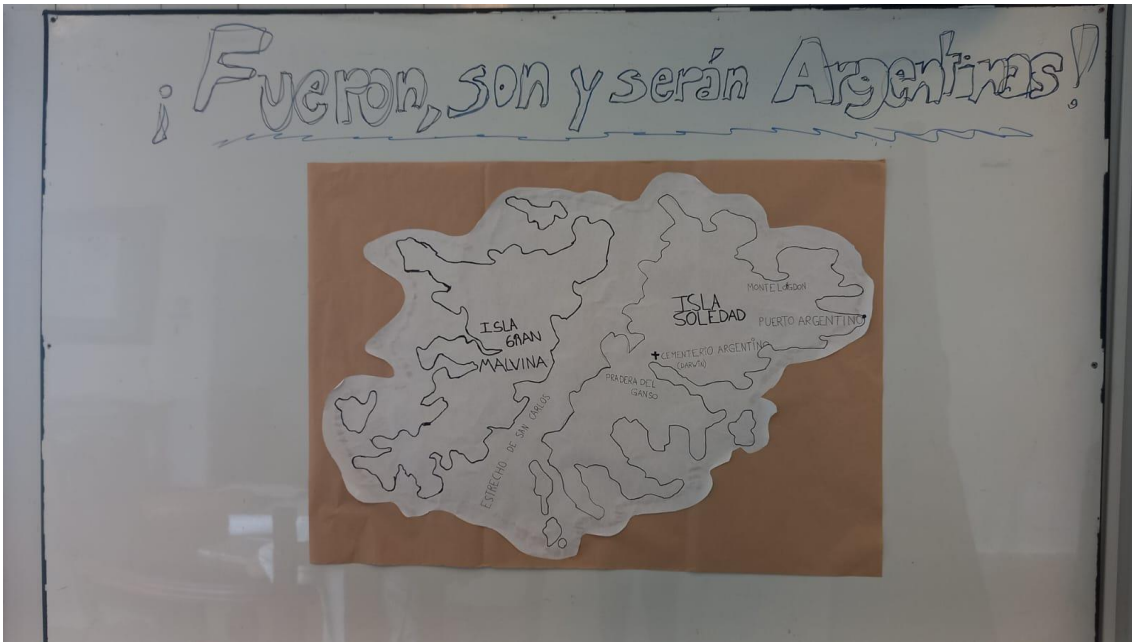 ¡Fueron, son y serán Argentinas!
ISLA
GRAN
MALVINA
ISLA
SOLEDAD
MONTE LOGDON
PUERTO ARGENTINO
CEMENTERIO ARGENTINO
(DARWIN)
PRADERA DEL
GANSO
ESTRECHO DE SAN CARLOS